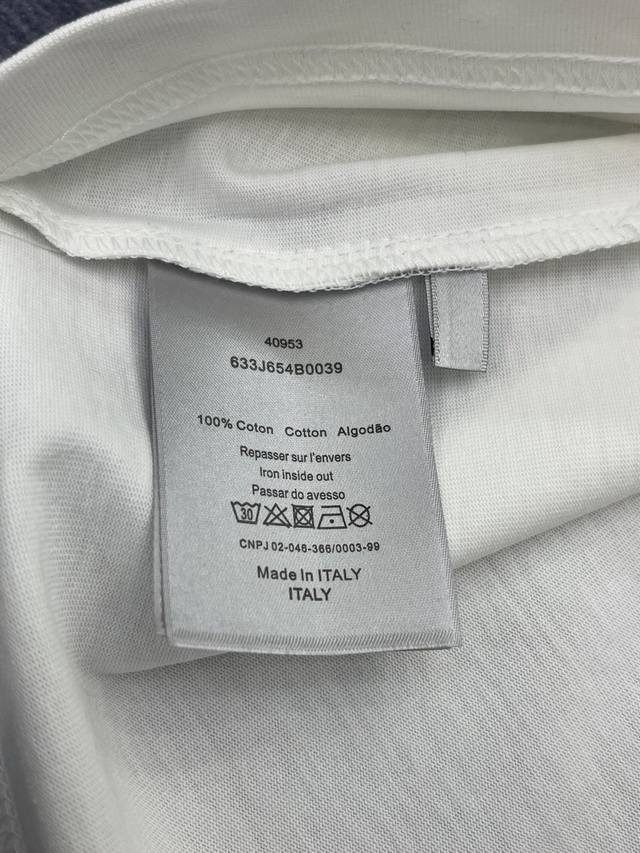 40953
633J654B0039
100% Coton Cotton Algodão
Repasser sur l'envers
Iron inside out
Passar do avesso
30
CNPJ 02-046-366/0003-99
Made In ITALY
ITALY